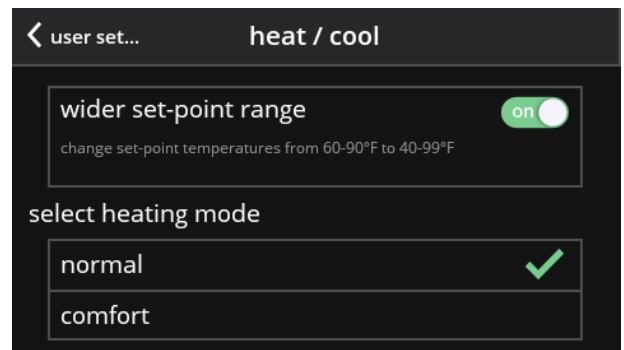 user set... heat / cool
wider set-point range on
change set-point temperatures from 60-90°F to 40-99°F
select heating mode
normal
comfort